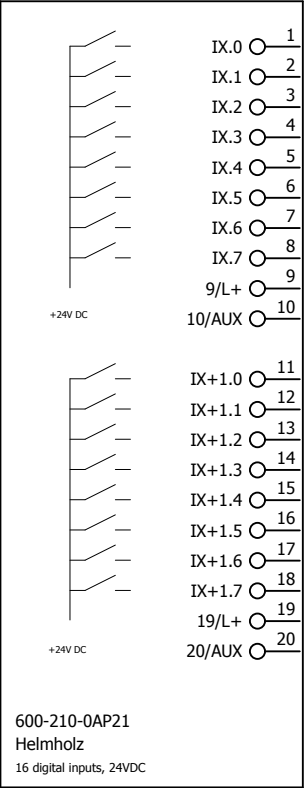 IX.0 1
IX.1 2
IX.2 3
IX.3 4
IX.4 5
IX.5 6
IX.6 7
IX.7 8
9/L+ 9
+24V DC 10/AUX 10
IX+1.0 11
IX+1.1 12
IX+1.2 13
IX+1.3 14
IX+1.4 15
IX+1.5 16
IX+1.6 17
IX+1.7 18
19/L+ 19
+24V DC 20/AUX 20
600-210-0AP21
Helmholz
16 digital inputs, 24VDC